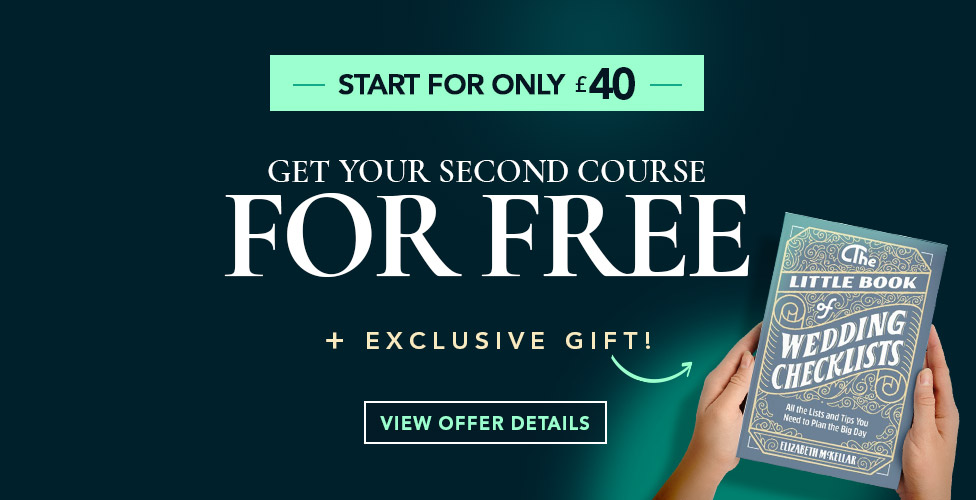 START FOR ONLY £40
GET YOUR SECOND COURSE
FOR FREE
+ EXCLUSIVE GIFT!
VIEW OFFER DETAILS
The
LITTLE BOOK
of
WEDDING
CHECKLISTS
All the Lists and Tips You
Need to Plan the Big Day
ELIZABETH McKELLAR